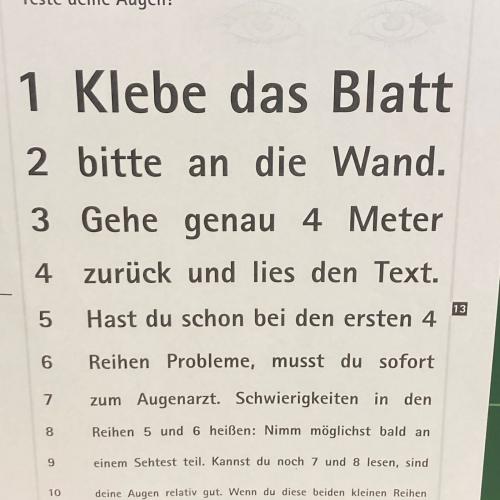 Teste deine Augen!
1 Klebe das Blatt
2 bitte an die Wand.
3 Gehe genau 4 Meter
4 zurück und lies den Text.
5 Hast du schon bei den ersten 4
13
6 Reihen Probleme, musst du sofort
7 zum Augenarzt. Schwierigkeiten in den
8 Reihen 5 und 6 heißen: Nimm möglichst bald an
9 einem Sehtest teil. Kannst du noch 7 und 8 lesen, sind
10 deine Augen relativ gut. Wenn du diese beiden kleinen Reihen